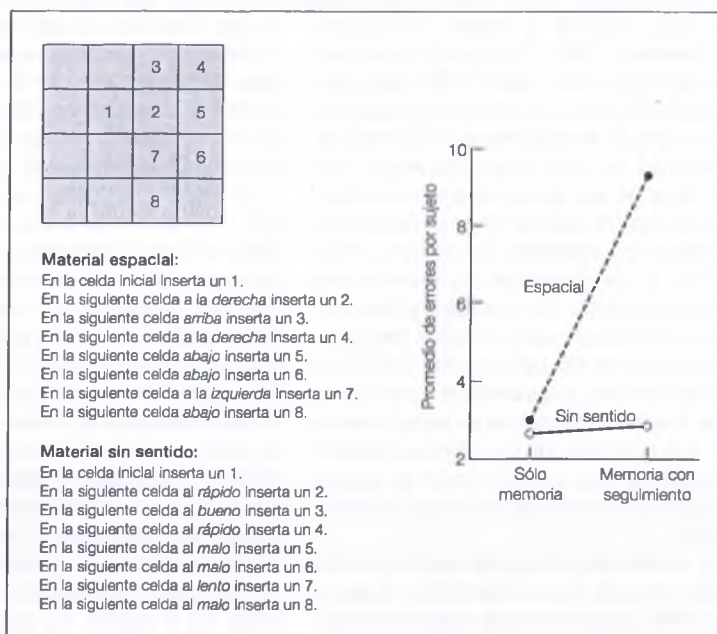 3 4
1 2 5
7 6
8
Material espacial:
En la celda inicial inserta un 1.
En la siguiente celda a la derecha inserta un 2.
En la siguiente celda arriba inserta un 3.
En la siguiente celda a la derecha inserta un 4.
En la siguiente celda abajo inserta un 5.
En la siguiente celda abajo inserta un 6.
En la siguiente celda a la izquierda inserta un 7.
En la siguiente celda abajo inserta un 8.
Material sin sentido:
En la celda inicial inserta un 1.
En la siguiente celda al rápido inserta un 2.
En la siguiente celda al bueno inserta un 3.
En la siguiente celda al rápido inserta un 4.
En la siguiente celda al malo inserta un 5.
En la siguiente celda al malo inserta un 6.
En la siguiente celda al lento inserta un 7.
En la siguiente celda al malo inserta un 8.
Promedio de errores por sujeto
10
8
6
4
2
Espacial
Sin sentido
Sólo
memoria
Memoria con
seguimiento